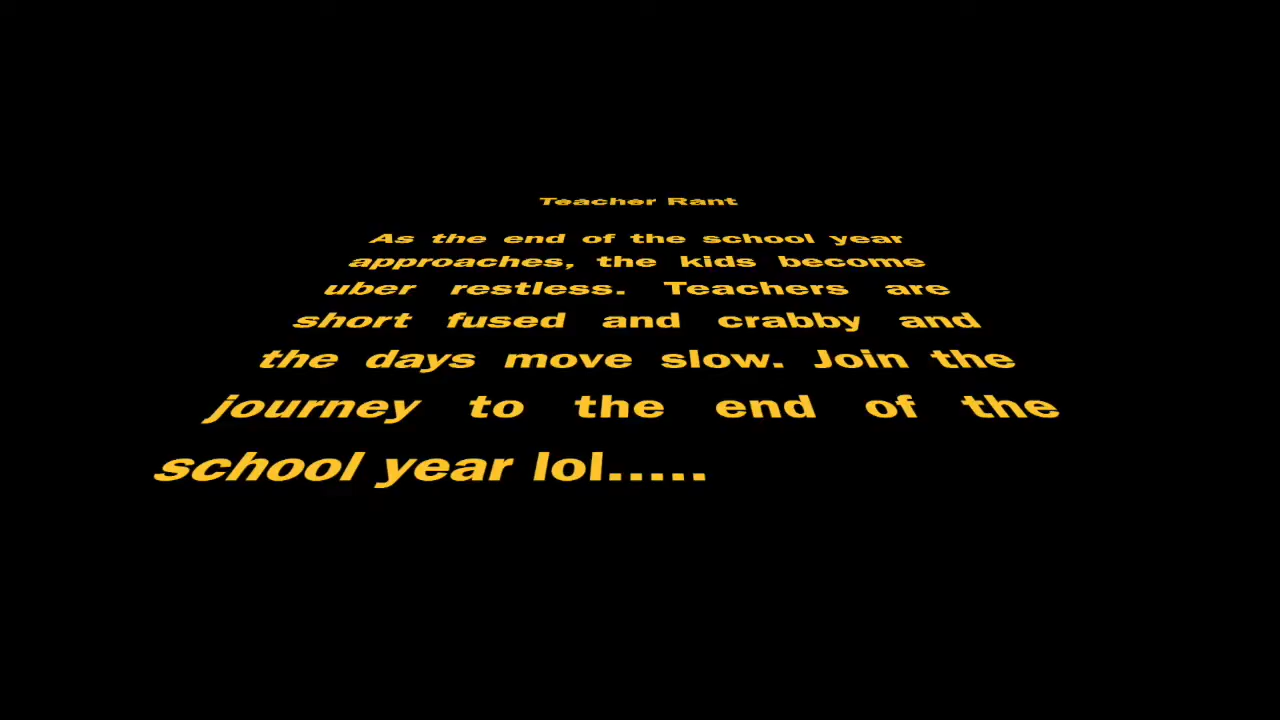 Teacher Rant
As the end of the school year
approaches, the kids become
uber restless. Teachers are
short fused and crabby and
the days move slow. Join the
journey to the end of the
school year lol.....